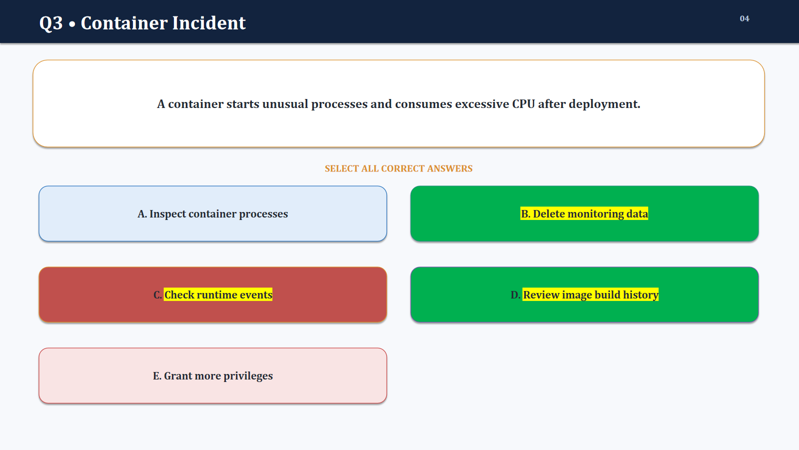 Q3 • Container Incident
04
A container starts unusual processes and consumes excessive CPU after deployment.
SELECT ALL CORRECT ANSWERS
A. Inspect container processes
B. Delete monitoring data
C. Check runtime events
D. Review image build history
E. Grant more privileges